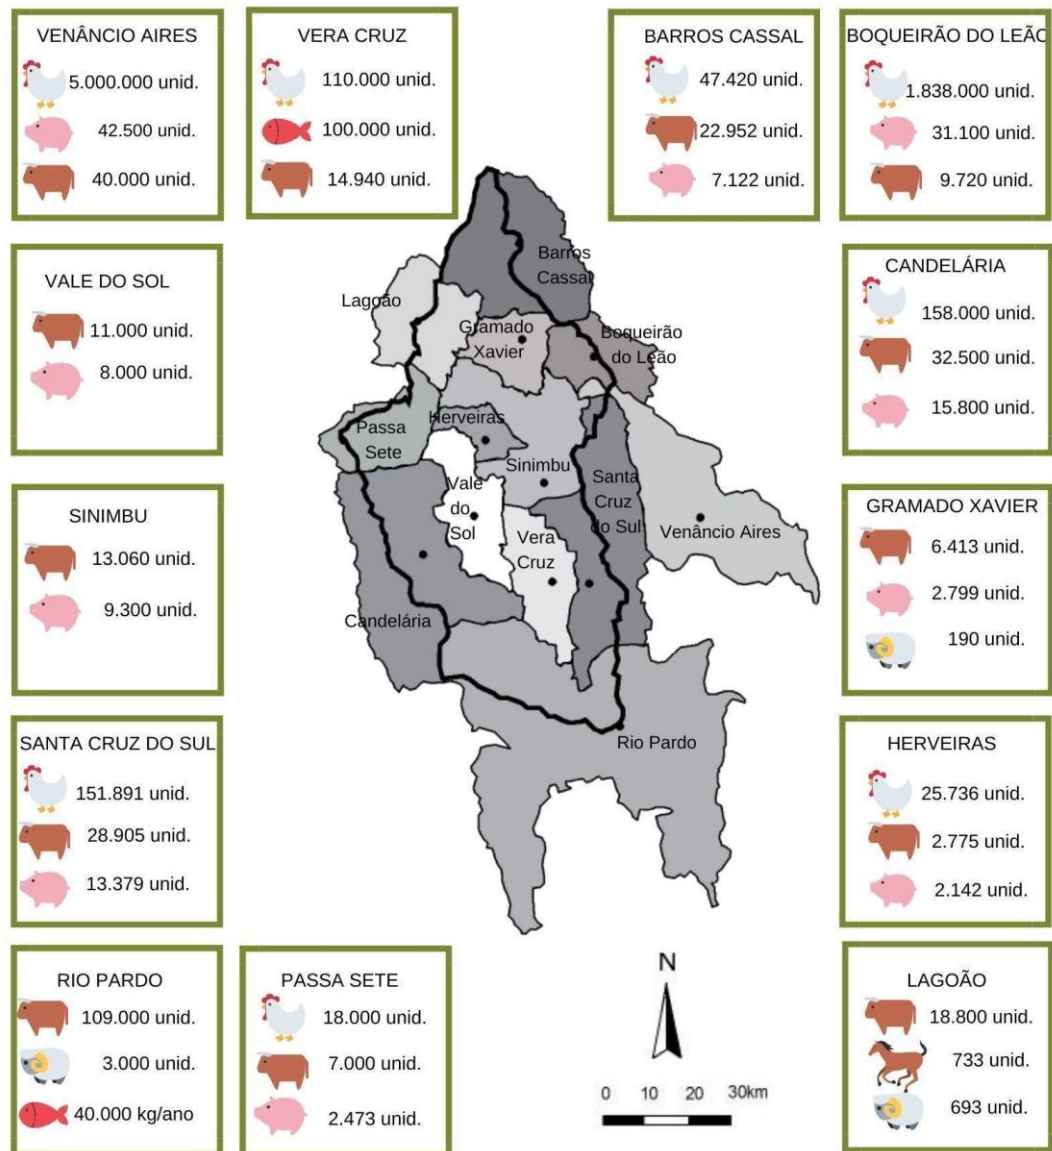 VENÂNCIO AIRES
5.000.000 unid.
42.500 unid.
40.000 unid.
VERA CRUZ
110.000 unid.
100.000 unid.
14.940 unid.
BARROS CASSAL
47.420 unid.
22.952 unid.
7.122 unid.
BOQUEIRÃO DO LEÃO
1.838.000 unid.
31.100 unid.
9.720 unid.
VALE DO SOL
11.000 unid.
8.000 unid.
CANDELÁRIA
158.000 unid.
32.500 unid.
15.800 unid.
SINIMBU
13.060 unid.
9.300 unid.
GRAMADO XAVIER
6.413 unid.
2.799 unid.
190 unid.
SANTA CRUZ DO SUL
151.891 unid.
28.905 unid.
13.379 unid.
HERVEIRAS
25.736 unid.
2.775 unid.
2.142 unid.
RIO PARDO
109.000 unid.
3.000 unid.
40.000 kg/ano
PASSA SETE
18.000 unid.
7.000 unid.
2.473 unid.
LAGOÃO
18.800 unid.
733 unid.
693 unid.
Barros
Cassal
Lagoão
Gramado
Xavier
Boqueirão
do Leão
Herveiras
Passa
Sete
Sinimbu
Vale
do
Sol
Santa
Cruz
do Sul
Venâncio Aires
Vera
Cruz
Candelária
Rio Pardo
N
0 10 20 30km